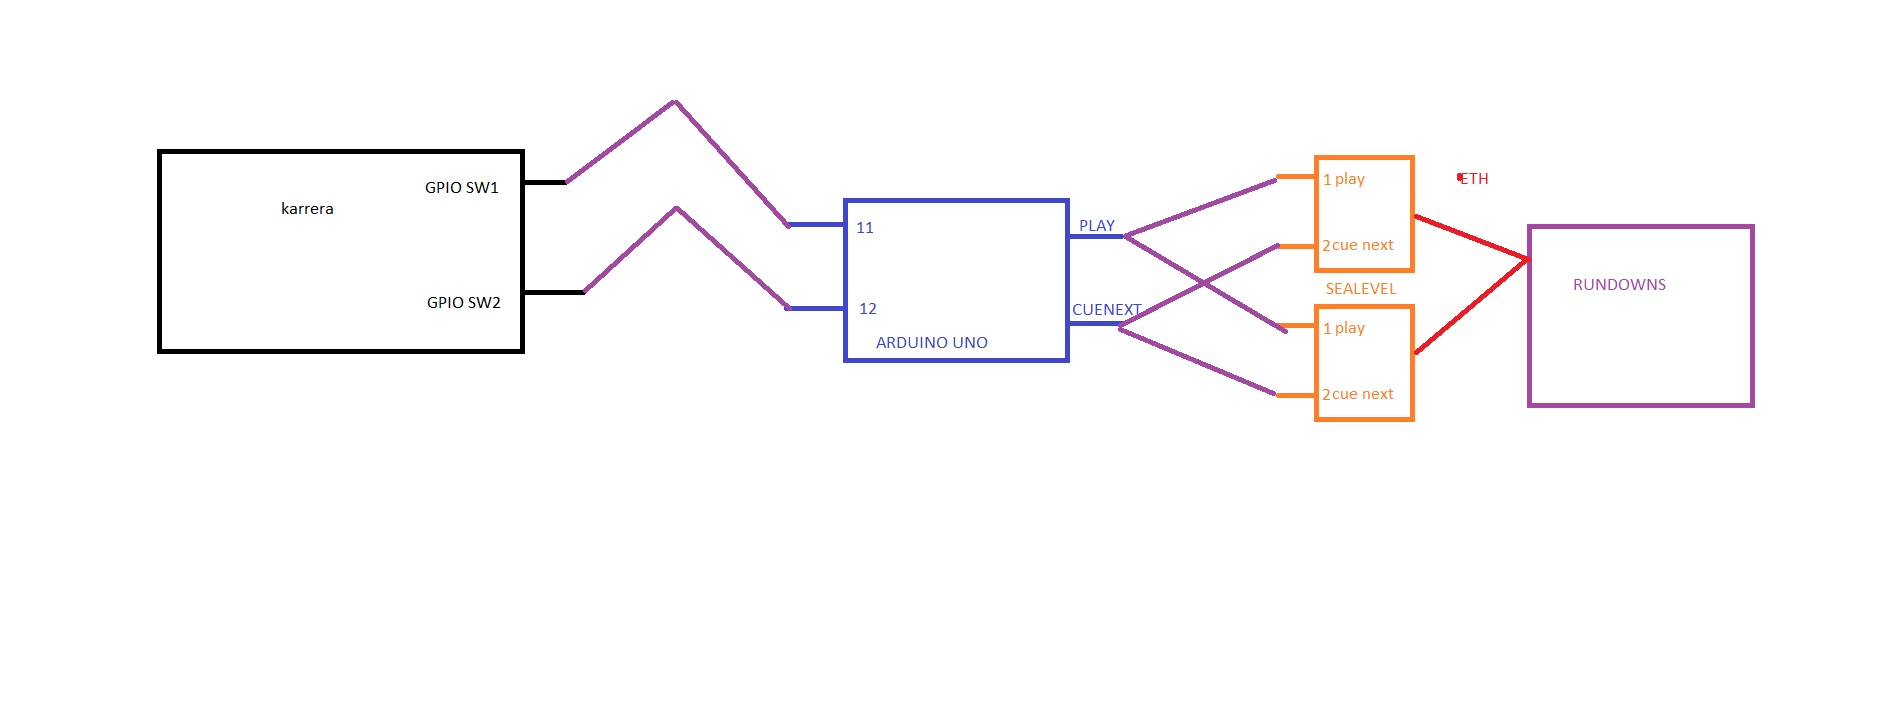 karrera
GPIO SW1
GPIO SW2
11
12
ARDUINO UNO
PLAY
CUENEXT
1 play
2 cue next
SEALEVEL
1 play
2 cue next
ETH
RUNDOWNS